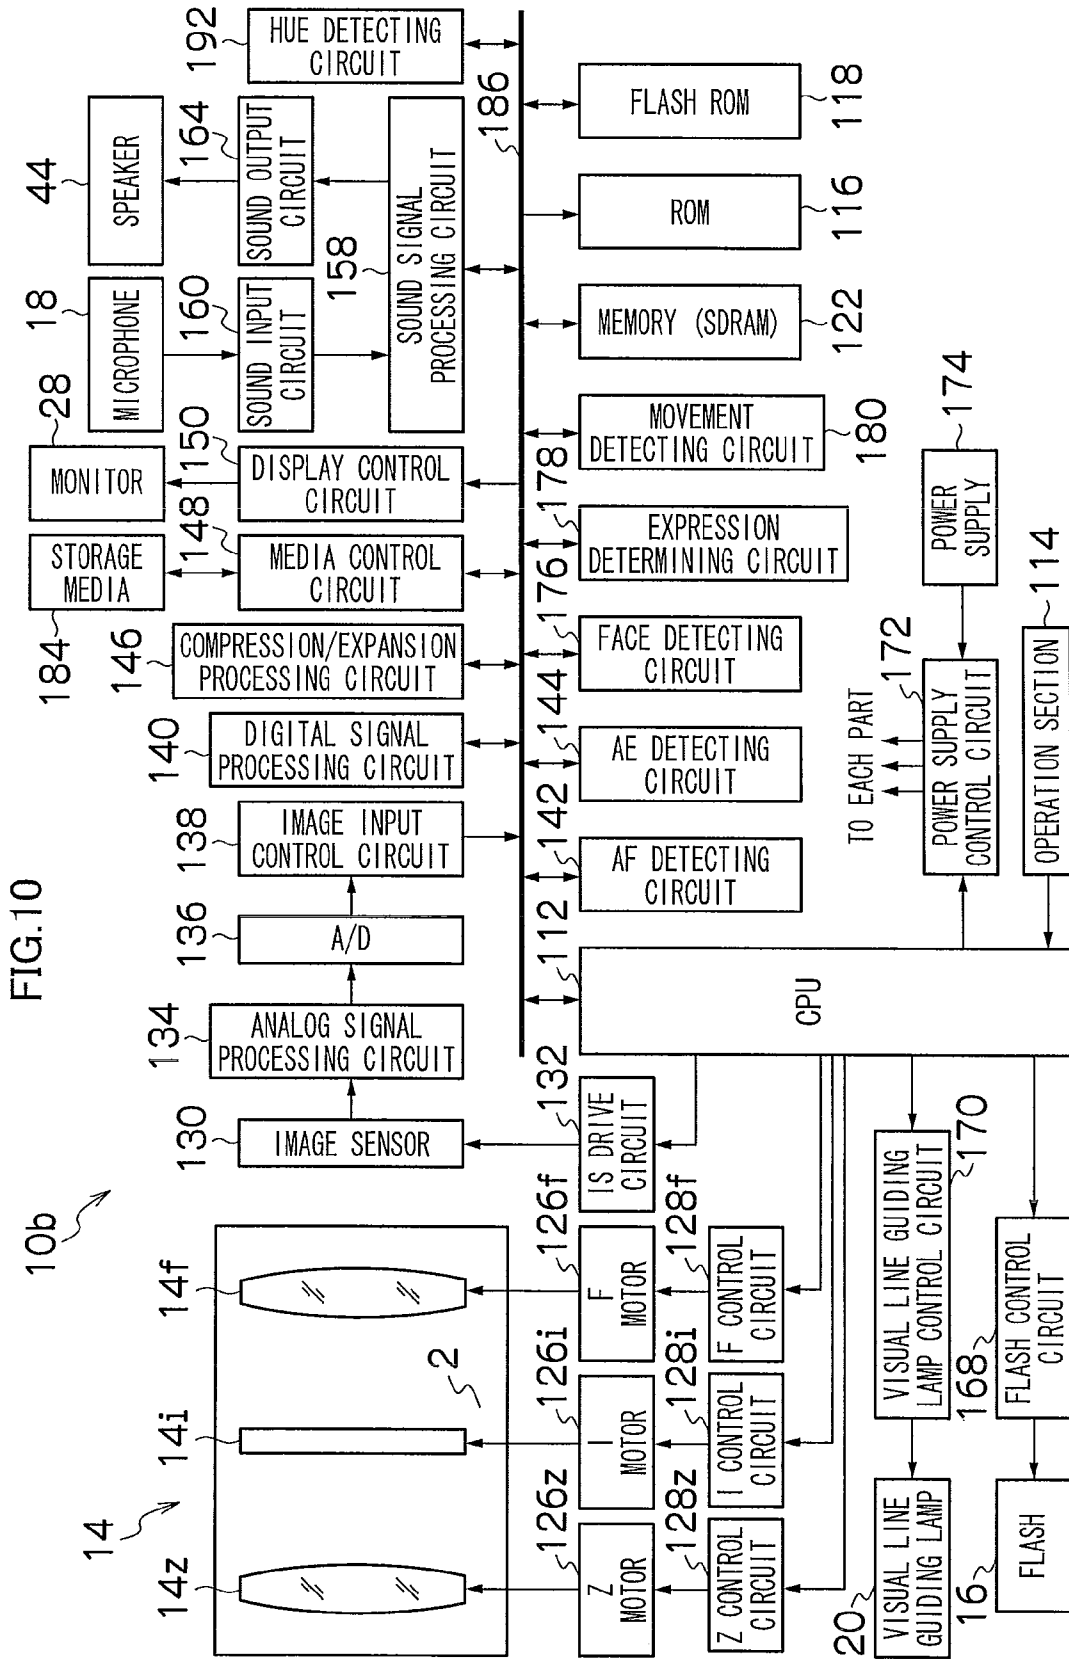 FIG.10
10b
14
14z
14i
14f
2
130
IMAGE SENSOR
134
ANALOG SIGNAL
PROCESSING CIRCUIT
136
A/D
138
IMAGE INPUT
CONTROL CIRCUIT
140
DIGITAL SIGNAL
PROCESSING CIRCUIT
146
COMPRESSION/EXPANSION
PROCESSING CIRCUIT
184
STORAGE
MEDIA
148
MEDIA CONTROL
CIRCUIT
28
MONITOR
150
DISPLAY CONTROL
CIRCUIT
18
MICROPHONE
160
SOUND INPUT
CIRCUIT
44
SPEAKER
164
SOUND OUTPUT
CIRCUIT
158
SOUND SIGNAL
PROCESSING CIRCUIT
192
HUE DETECTING
CIRCUIT
186
126z
Z
MOTOR
126i
I
MOTOR
126f
F
MOTOR
132
IS DRIVE
CIRCUIT
128z
Z CONTROL
CIRCUIT
128i
I CONTROL
CIRCUIT
128f
F CONTROL
CIRCUIT
112
CPU
142
AF DETECTING
CIRCUIT
144
AE DETECTING
CIRCUIT
176
FACE DETECTING
CIRCUIT
178
EXPRESSION
DETERMINING CIRCUIT
MOVEMENT
DETECTING CIRCUIT
180
MEMORY (SDRAM)
122
ROM
116
FLASH ROM
118
20
VISUAL LINE
GUIDING LAMP
VISUAL LINE GUIDING
LAMP CONTROL CIRCUIT
170
16
FLASH
168
FLASH CONTROL
CIRCUIT
TO EACH PART
172
POWER SUPPLY
CONTROL CIRCUIT
POWER
SUPPLY
174
OPERATION SECTION
114